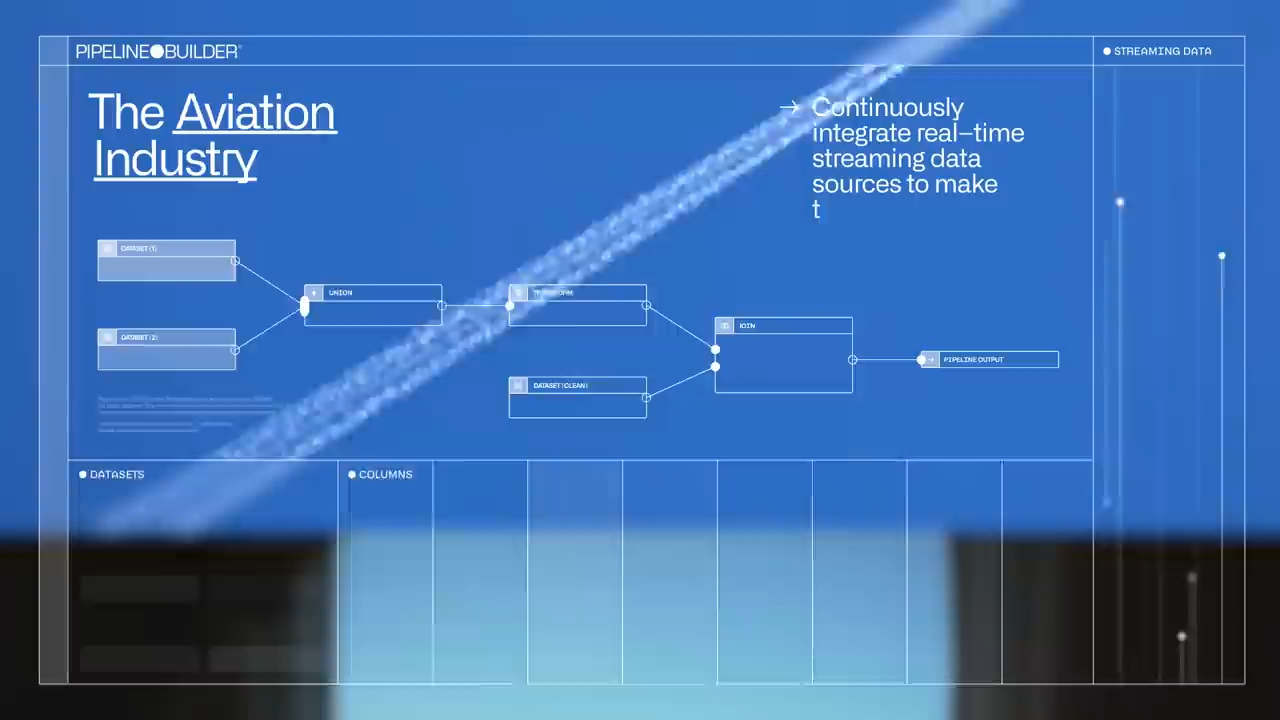 PIPELINE●BUILDER
STREAMING DATA
The Aviation
Industry
→ Continuously
integrate real–time
streaming data
sources to make
t
DATASET (1)
UNION
TRANSFORM
DATASET (2)
JOIN
DATASET (CLEAN)
PIPELINE OUTPUT
DATASETS
COLUMNS